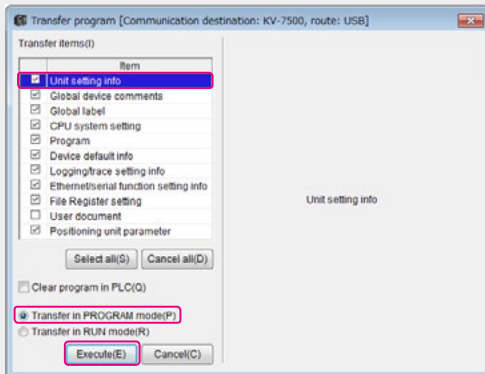 Transfer program [Communication destination: KV-7500, route: USB]
Transfer items(I)
Item
Unit setting info
Global device comments
Global label
CPU system setting
Program
Device default info
Logging/trace setting info
Ethernet/serial function setting info
File Register setting
User document
Positioning unit parameter
Unit setting info
Select all(S) Cancel all(D)
Clear program in PLC(Q)
Transfer in PROGRAM mode(P)
Transfer in RUN mode(R)
Execute(E) Cancel(C)